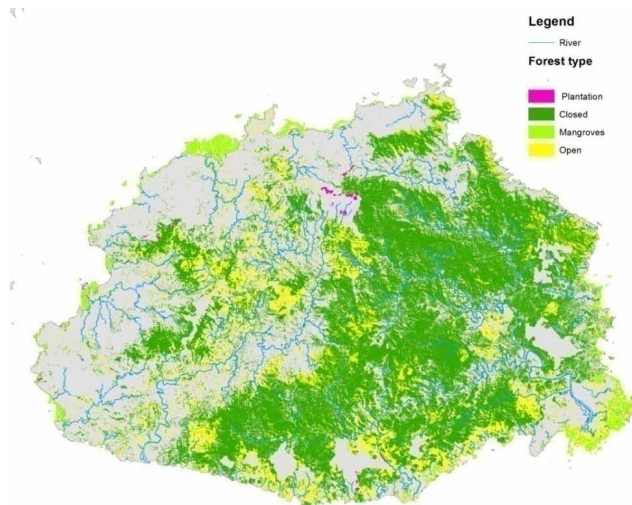 Legend
River
Forest type
Plantation
Closed
Mangroves
Open